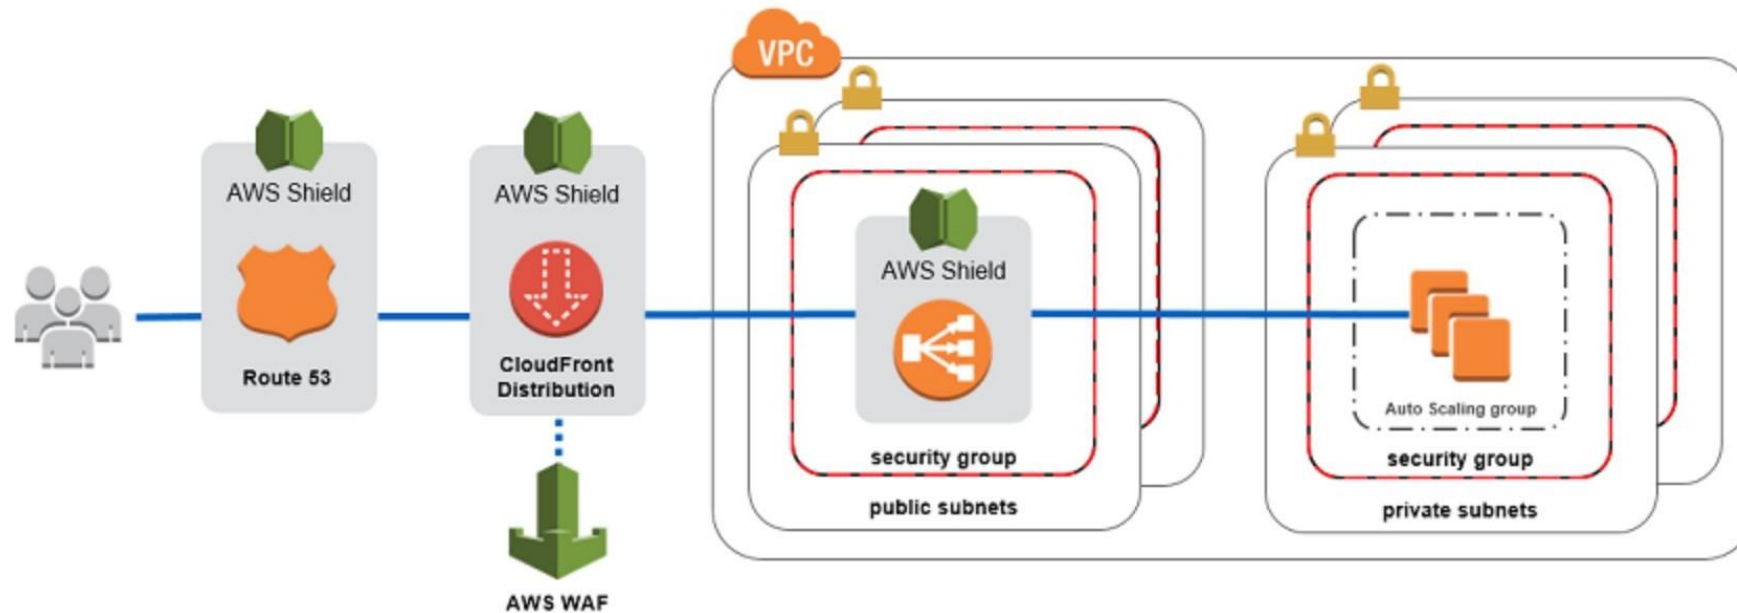 VPC
AWS Shield
Route 53
AWS Shield
CloudFront
Distribution
AWS WAF
AWS Shield
security group
public subnets
Auto Scaling group
security group
private subnets